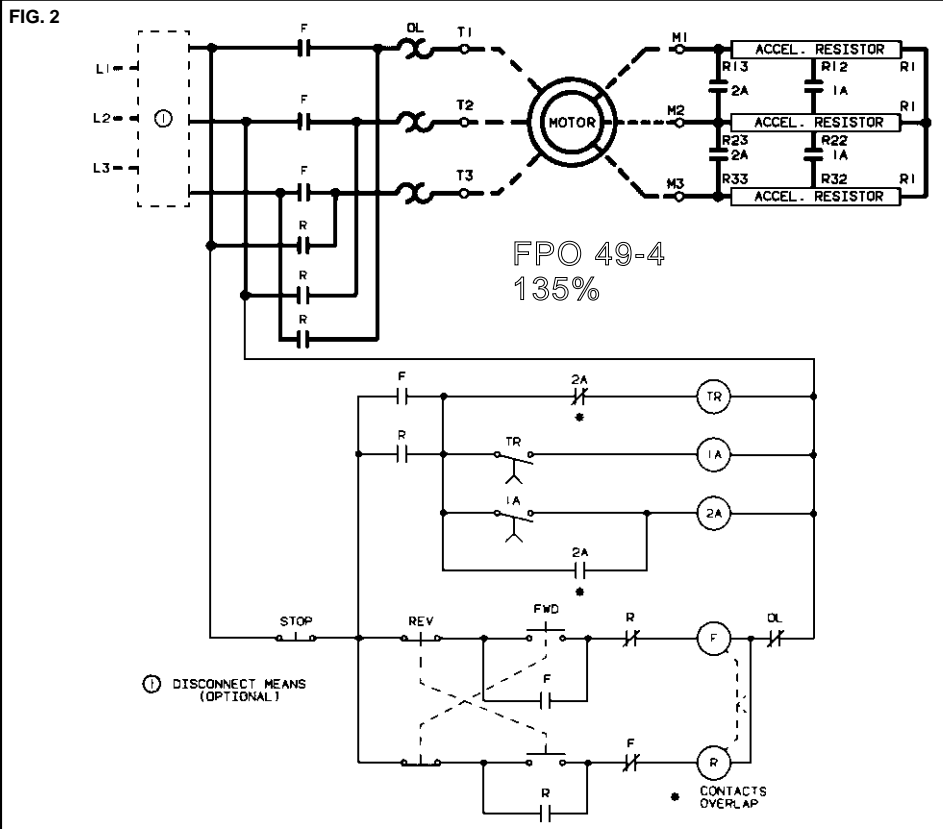 FIG. 2
F OL T1 M1 ACCEL. RESISTOR
R13 R12 R1
L1 2A 1A
F T2 M2 ACCEL. RESISTOR R1
L2 1 MOTOR
R23 R22
2A 1A
L3 F T3 M3 R33 R32 R1
ACCEL. RESISTOR
R
FPO 49-4
R
135%
R
F 2A TR
*
R TR 1A
1A 2A
2A
*
STOP REV FWD R F OL
F
1 DISCONNECT MEANS
(OPTIONAL)
F R
R
* CONTACTS
OVERLAP